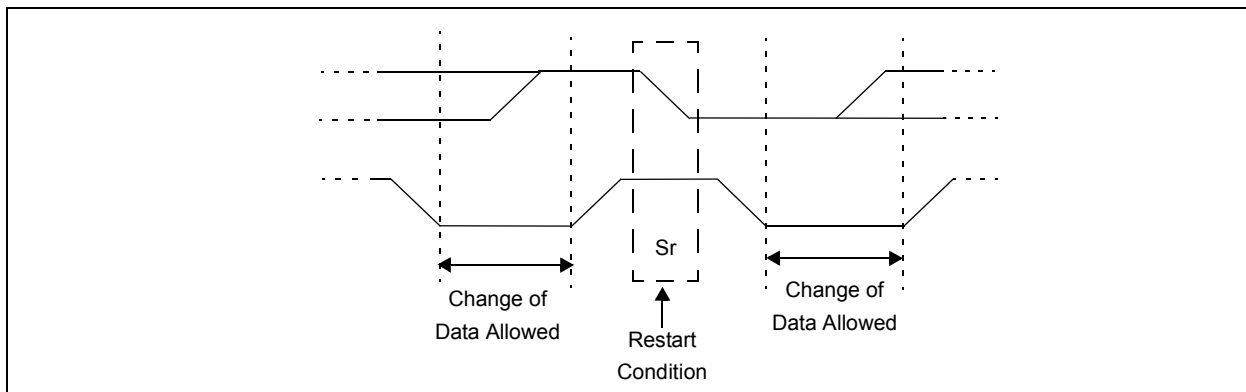 Sr
Change of
Data Allowed
Restart
Condition
Change of
Data Allowed